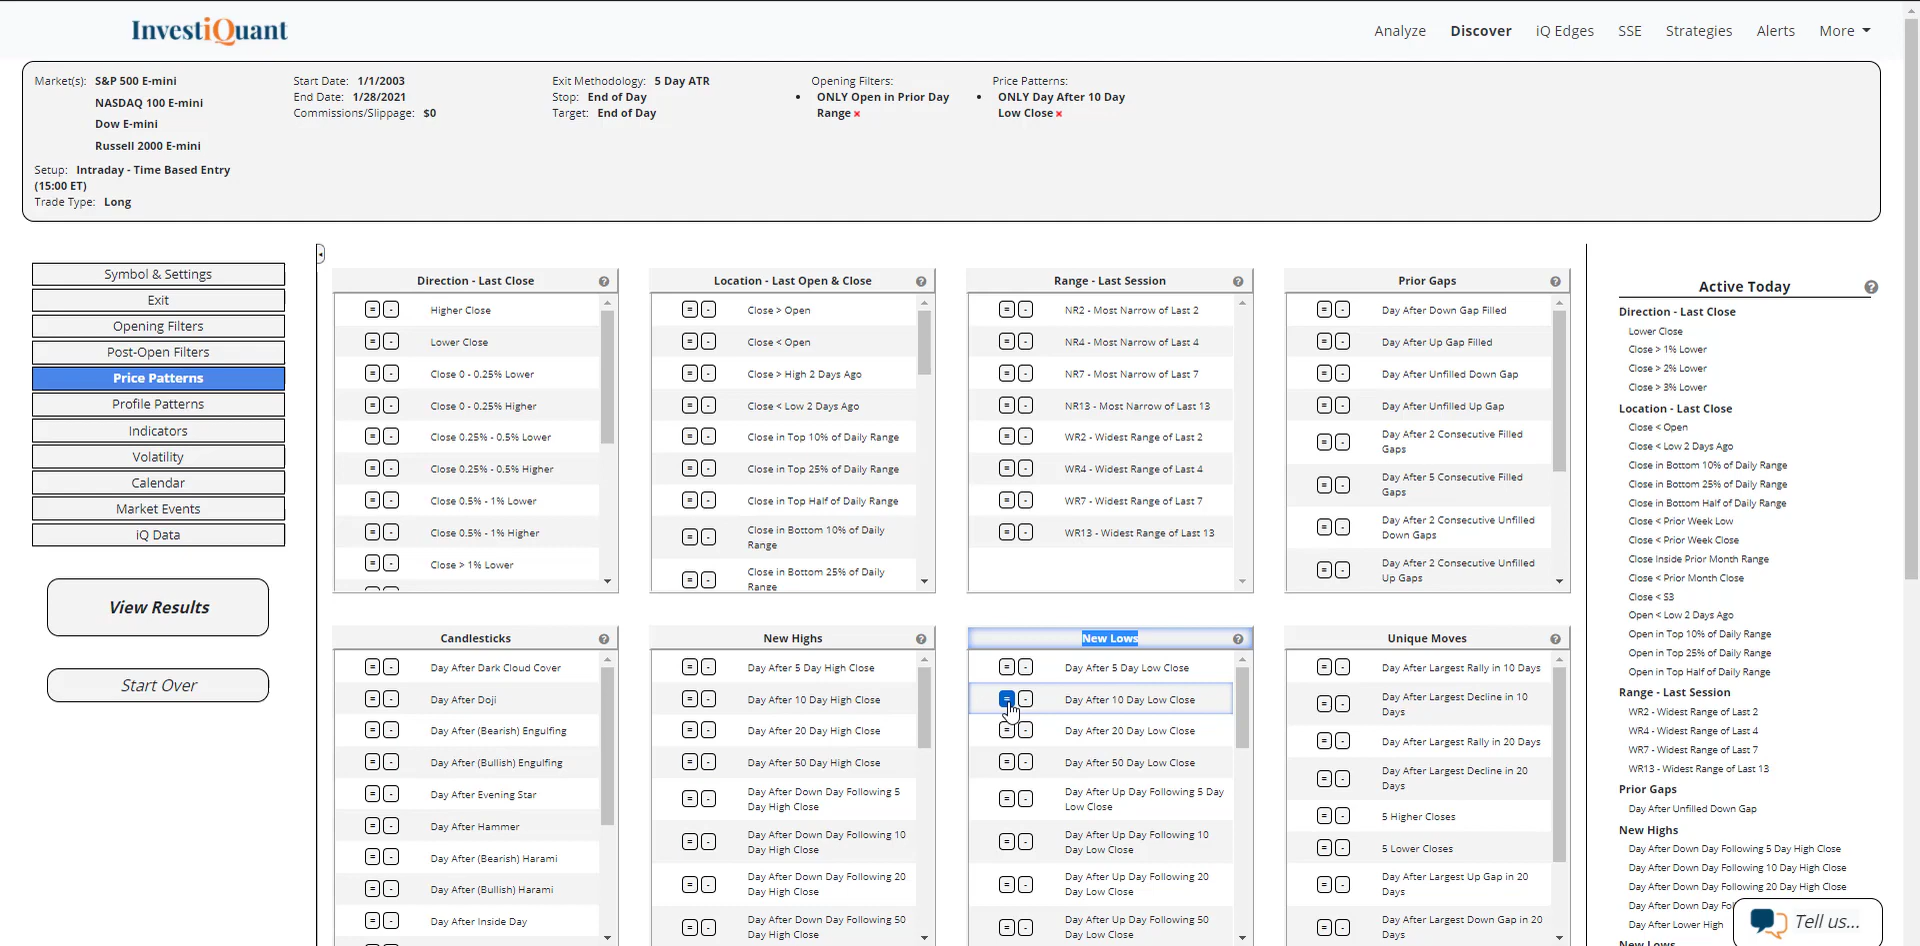 InvestiQuant
Analyze
Discover
iQ Edges
SSE
Strategies
Alerts
More
Market(s): S&P 500 E-mini
NASDAQ 100 E-mini
Dow E-mini
Russell 2000 E-mini
Setup: Intraday - Time Based Entry
(15:00 ET)
Trade Type: Long
Start Date: 1/1/2003
End Date: 1/28/2021
Commissions/Slippage: $0
Exit Methodology: 5 Day ATR
Stop: End of Day
Target: End of Day
Opening Filters:
ONLY Open in Prior Day
Range x
Price Patterns:
ONLY Day After 10 Day
Low Close x
Symbol & Settings
Exit
Opening Filters
Post-Open Filters
Price Patterns
Profile Patterns
Indicators
Volatility
Calendar
Market Events
iQ Data
View Results
Start Over
Direction - Last Close
Higher Close
Lower Close
Close 0 - 0.25% Lower
Close 0 - 0.25% Higher
Close 0.25% - 0.5% Lower
Close 0.25% - 0.5% Higher
Close 0.5% - 1% Lower
Close 0.5% - 1% Higher
Close > 1% Lower
Location - Last Open & Close
Close > Open
Close < Open
Close > High 2 Days Ago
Close < Low 2 Days Ago
Close in Top 10% of Daily Range
Close in Top 25% of Daily Range
Close in Top Half of Daily Range
Close in Bottom 10% of Daily
Range
Close in Bottom 25% of Daily
Range
Range - Last Session
NR2 - Most Narrow of Last 2
NR4 - Most Narrow of Last 4
NR7 - Most Narrow of Last 7
NR13 - Most Narrow of Last 13
WR2 - Widest Range of Last 2
WR4 - Widest Range of Last 4
WR7 - Widest Range of Last 7
WR13 - Widest Range of Last 13
Prior Gaps
Day After Down Gap Filled
Day After Up Gap Filled
Day After Unfilled Down Gap
Day After Unfilled Up Gap
Day After 2 Consecutive Filled
Gaps
Day After 5 Consecutive Filled
Gaps
Day After 2 Consecutive Unfilled
Down Gaps
Day After 2 Consecutive Unfilled
Up Gaps
Candlesticks
Day After Dark Cloud Cover
Day After Doji
Day After (Bearish) Engulfing
Day After (Bullish) Engulfing
Day After Evening Star
Day After Hammer
Day After (Bearish) Harami
Day After (Bullish) Harami
Day After Inside Day
New Highs
Day After 5 Day High Close
Day After 10 Day High Close
Day After 20 Day High Close
Day After 50 Day High Close
Day After Down Day Following 5
Day High Close
Day After Down Day Following 10
Day High Close
Day After Down Day Following 20
Day High Close
Day After Down Day Following 50
Day High Close
New Lows
Day After 5 Day Low Close
Day After 10 Day Low Close
Day After 20 Day Low Close
Day After 50 Day Low Close
Day After Up Day Following 5 Day
Low Close
Day After Up Day Following 10
Day Low Close
Day After Up Day Following 20
Day Low Close
Day After Up Day Following 50
Day Low Close
Unique Moves
Day After Largest Rally in 10 Days
Day After Largest Decline in 10
Days
Day After Largest Rally in 20 Days
Day After Largest Decline in 20
Days
5 Higher Closes
5 Lower Closes
Day After Largest Up Gap in 20
Days
Day After Largest Down Gap in 20
Days
Active Today
Direction - Last Close
Lower Close
Close > 1% Lower
Close > 2% Lower
Close > 3% Lower
Location - Last Close
Close < Open
Close < Low 2 Days Ago
Close in Bottom 10% of Daily Range
Close in Bottom 25% of Daily Range
Close in Bottom Half of Daily Range
Close < Prior Week Low
Close < Prior Week Close
Close Inside Prior Month Range
Close < Prior Month Close
Close < S3
Open < Low 2 Days Ago
Open in Top 10% of Daily Range
Open in Top 25% of Daily Range
Open in Top Half of Daily Range
Range - Last Session
WR2 - Widest Range of Last 2
WR4 - Widest Range of Last 4
WR7 - Widest Range of Last 7
WR13 - Widest Range of Last 13
Prior Gaps
Day After Unfilled Down Gap
New Highs
Day After Down Day Following 5 Day High Close
Day After Down Day Following 10 Day High Close
Day After Down Day Following 20 Day High Close
Day After Down Day
Day After Lower High
New Lows
Tell us...